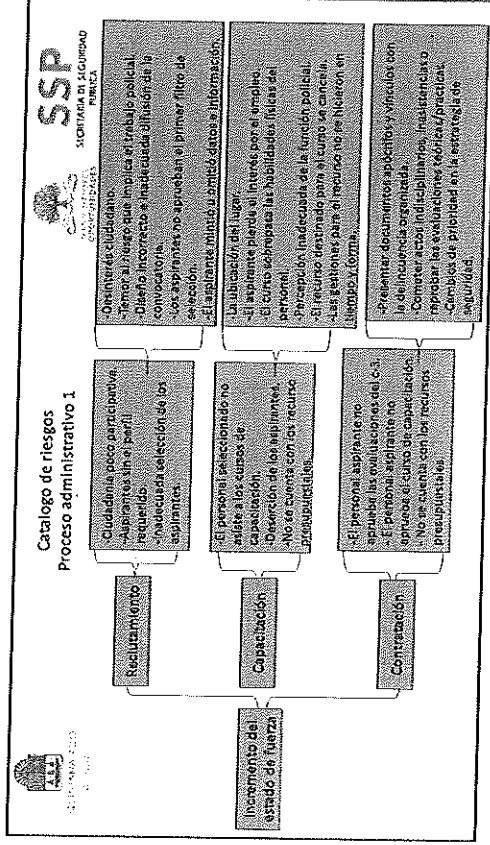 Catalogo de riesgos
Proceso administrativo 1
SSP
SECRETARIA DE SEGURIDAD
PUBLICA
Incremento del
estado de fuerza
Reclutamiento
-Ciudadanía poco participativa.
-Aspirantes sin el perfil
requerido.
-Inadecuada selección de los
aspirantes.
-Desinterés ciudadano.
-Temor al riesgo que implica el trabajo policial.
-Diseño incorrecto e inadecuada difusión de la
convocatoria.
-Los aspirantes no aprueban el primer filtro de
selección.
-El aspirante mintió u omitió datos e información.
Capacitación
-El personal seleccionado no
asiste a los cursos de
capacitación.
-Deserción de los aspirantes.
-No se cuenta con los recurso
presupuistales.
-La ubicación del lugar.
-El aspirante pierde el interés por el empleo.
-El curso sobrepasa las habilidades físicas del
personal.
-Percepción inadecuada de la función policial.
-El recurso destinado para el curso se cancela.
-Las gestiones para el recurso no se hicieron en
tiempo y forma.
Contratación
-El personal aspirante no
aprueba las evaluaciones del c-3.
-El personal aspirante no
aprueba el curso de capacitación.
-No se cuenta con los recursos
presupuistales.
-Presentar documentos apócrifos y vínculos con
la delincuencia organizada.
-Cometer actos indisciplinarios, inasistencias o
reprobar las evaluaciones teóricas/practicas.
-Cambios de prioridad en la estrategia de
seguridad.